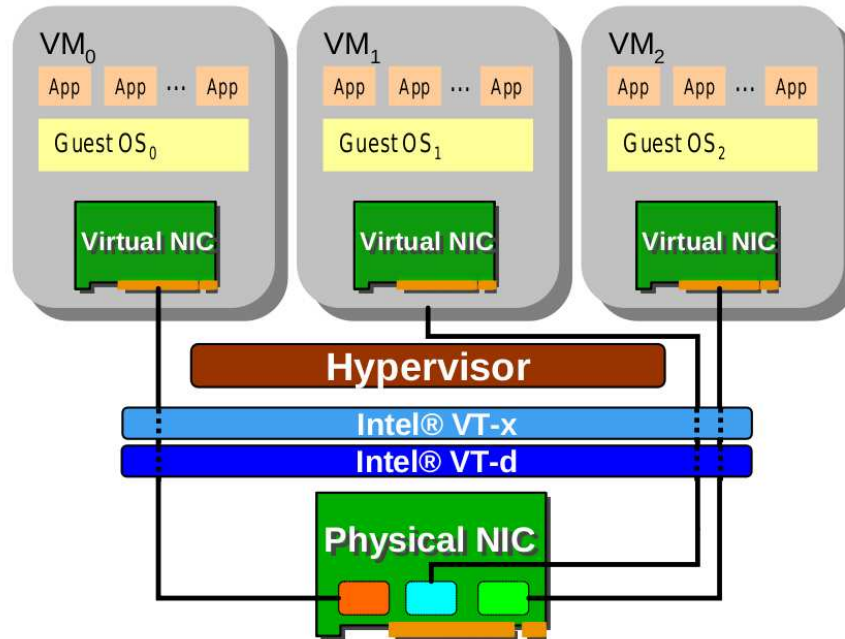 VM0
App App ... App
Guest OS0
Virtual NIC
VM1
App App ... App
Guest OS1
Virtual NIC
VM2
App App ... App
Guest OS2
Virtual NIC
Hypervisor
Intel® VT-x
Intel® VT-d
Physical NIC